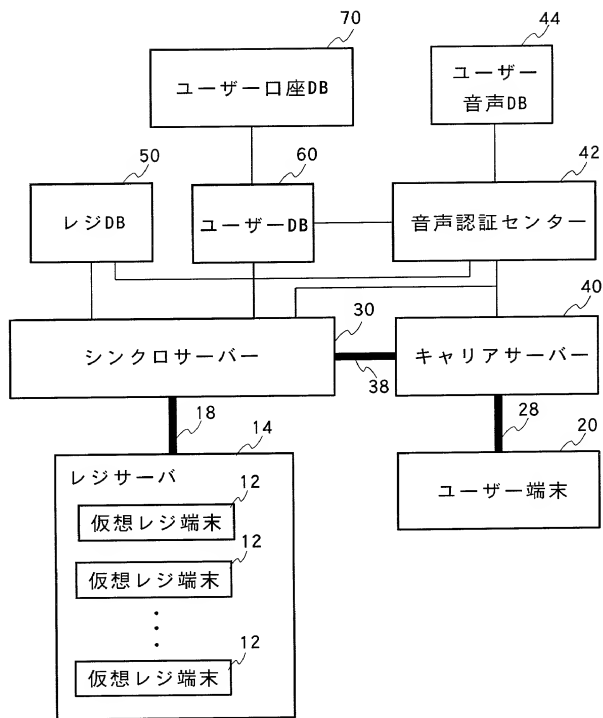 70
ユーザー口座DB
44
ユーザー
音声DB
50
レジDB
60
ユーザーDB
42
音声認証センター
30
シンクロサーバー
38
40
キャリアサーバー
18
28
14
レジサーバ
12
仮想レジ端末
12
仮想レジ端末
12
仮想レジ端末
20
ユーザー端末